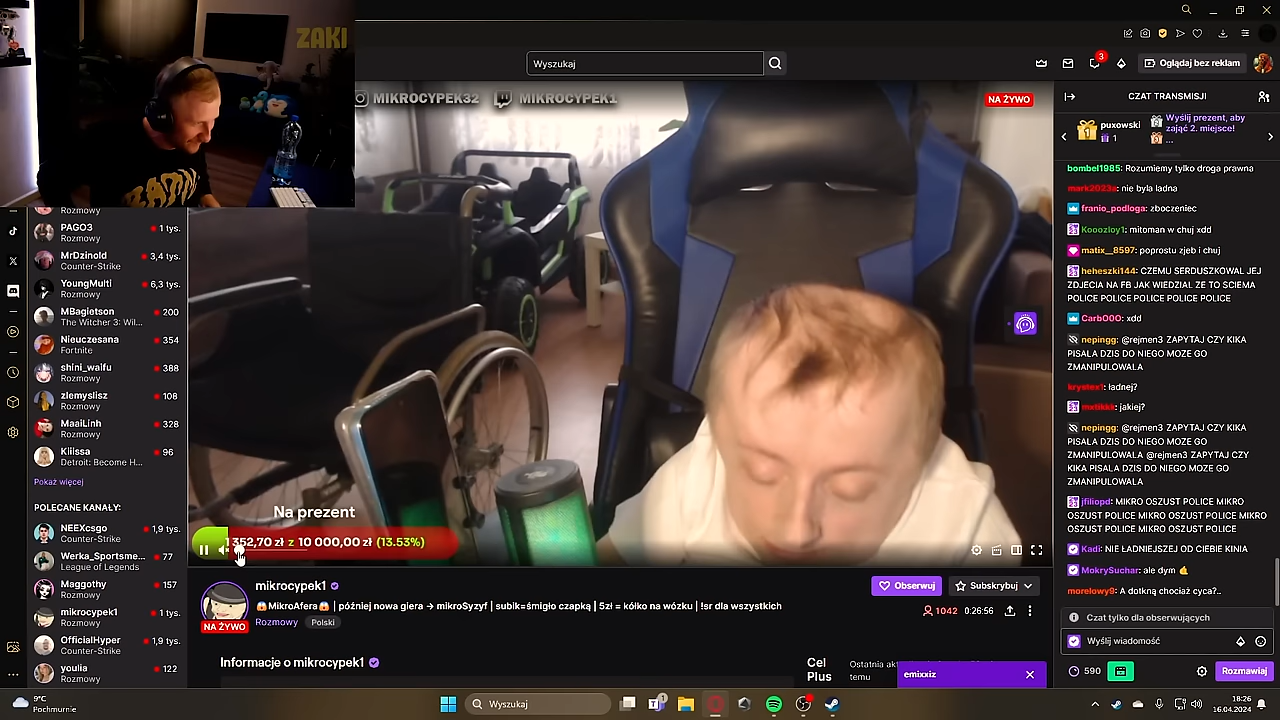 ZAKI
Wyszukaj
3
Oglądaj bez reklam
MIKROCYPEK32
MIKROCYPEK1
NA ŻYWO
CZAT TRANSMISJI
puxowski
1
Wyślij prezent, aby
zająć 2. miejsce!
...
Rozmowy
PAGO3
1 tys.
Rozmowy
MrDzinold
3,4 tys.
Counter-Strike
YoungMulti
6,3 tys.
Rozmowy
MBagietson
200
The Witcher 3: Wil...
Nieuczesana
354
Fortnite
shini_waifu
388
Rozmowy
zlemyslisz
108
Rozmowy
MaaiLinh
328
Rozmowy
Kiiissa
96
Detroit: Become H...
Pokaż więcej
POLECANE KANAŁY:
NEEXcsgo
1,9 tys.
Counter-Strike
Werka_Sportsme...
77
League of Legends
Maggothy
157
Rozmowy
mikrocypek1
1 tys.
Rozmowy
OfficialHyper
1,9 tys.
Counter-Strike
youlia
122
Rozmowy
Na prezent
1352,70 zł z 10 000,00 zł (13.53%)
mikrocypek1
MikroAfera | później nowa giera → mikroSyzyf | subik=śmigło czapką | 5zł = kółko na wózku | !sr dla wszystkich
NA ŻYWO
Rozmowy
Polski
Obserwuj
Subskrybuj
1042
0:26:56
Informacje o mikrocypek1
Cel
Plus
Ostatnia
temu
emixxiz
bombel1985: Rozumiemy tylko droga prawna
mark2023a: nie byla ładna
franio_podloga: zboczeniec
Kooozloy1: mitoman w chuj xdd
matix__8597: poprostu zjeb i chuj
heheszki144: CZEMU SERDUSZKOWAL JEJ
ZDJECIA NA FB JAK WIEDZIAL ZE TO SCIEMA
POLICE POLICE POLICE POLICE POLICE
CarbOOO: xdd
nepingg: @rejmen3 ZAPYTAJ CZY KIKA
PISALA DZIS DO NIEGO MOZE GO
ZMANIPULOWALA
ładnej?
jakiej?
nepingg: @rejmen3 ZAPYTAJ CZY KIKA
PISALA DZIS DO NIEGO MOZE GO
ZMANIPULOWALA @rejmen3 ZAPYTAJ CZY
KIKA PISALA DZIS DO NIEGO MOZE GO
ZMANIPULOWALA
jfiliopd: MIKRO OSZUST POLICE MIKRO
OSZUST POLICE MIKRO OSZUST POLICE MIKRO
OSZUST POLICE MIKRO OSZUST POLICE
Kadi: NIE ŁADNIEJSZEJ OD CIEBIE KINIA
MokrySuchar: ale dym
morelowy9: A dotkną chociaż cyca?..
Czat tylko dla obserwujących
Wyślij wiadomość
590
Rozmawiaj
9°C
Pochmurnie
Wyszukaj
1
18:26
16.04.2024